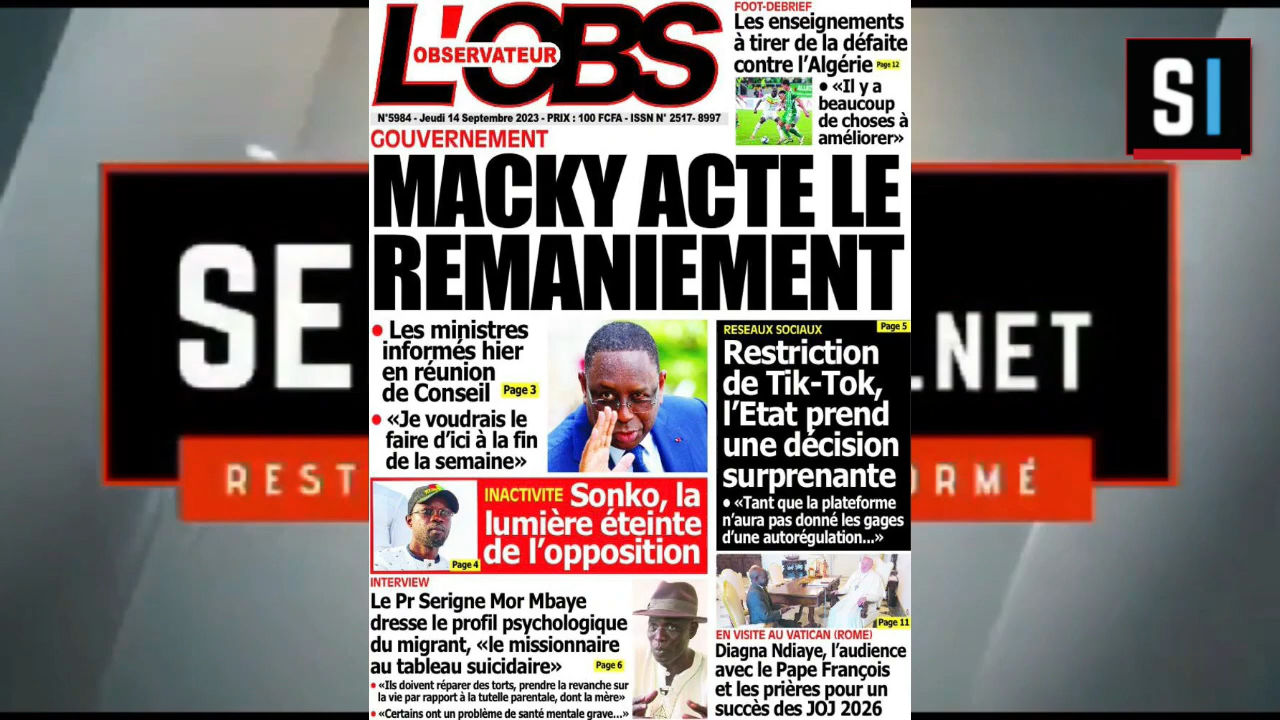 L'OBS
OBSERVATEUR
N°5984 - Jeudi 14 Septembre 2023 - PRIX : 100 FCFA - ISSN N° 2517- 8997
FOOT-DEBRIEF
Les enseignements
à tirer de la défaite
contre l'Algérie Page 12
• «Il y a
beaucoup
de choses à
améliorer»
GOUVERNEMENT
MACKY ACTE LE
REMANIEMENT
• Les ministres
informés hier
en réunion
de Conseil Page 3
• «Je voudrais le
faire d'ici à la fin
de la semaine»
RESEAUX SOCIAUX Page 5
Restriction
de Tik-Tok,
l'Etat prend
une décision
surprenante
• «Tant que la plateforme
n'aura pas donné les gages
d'une autorégulation...»
INACTIVITE Sonko, la
lumière éteinte
de l'opposition
Page 4
INTERVIEW
Le Pr Serigne Mor Mbaye
dresse le profil psychologique
du migrant, «le missionnaire
au tableau suicidaire» Page 6
• «Ils doivent réparer des torts, prendre la revanche sur
la vie par rapport à la tutelle parentale, dont la mère»
• «Certains ont un problème de santé mentale grave...»
Page 11
EN VISITE AU VATICAN (ROME)
Diagna Ndiaye, l'audience
avec le Pape François
et les prières pour un
succès des JOJ 2026
SI
SE
.NET
REST
ORMÉ